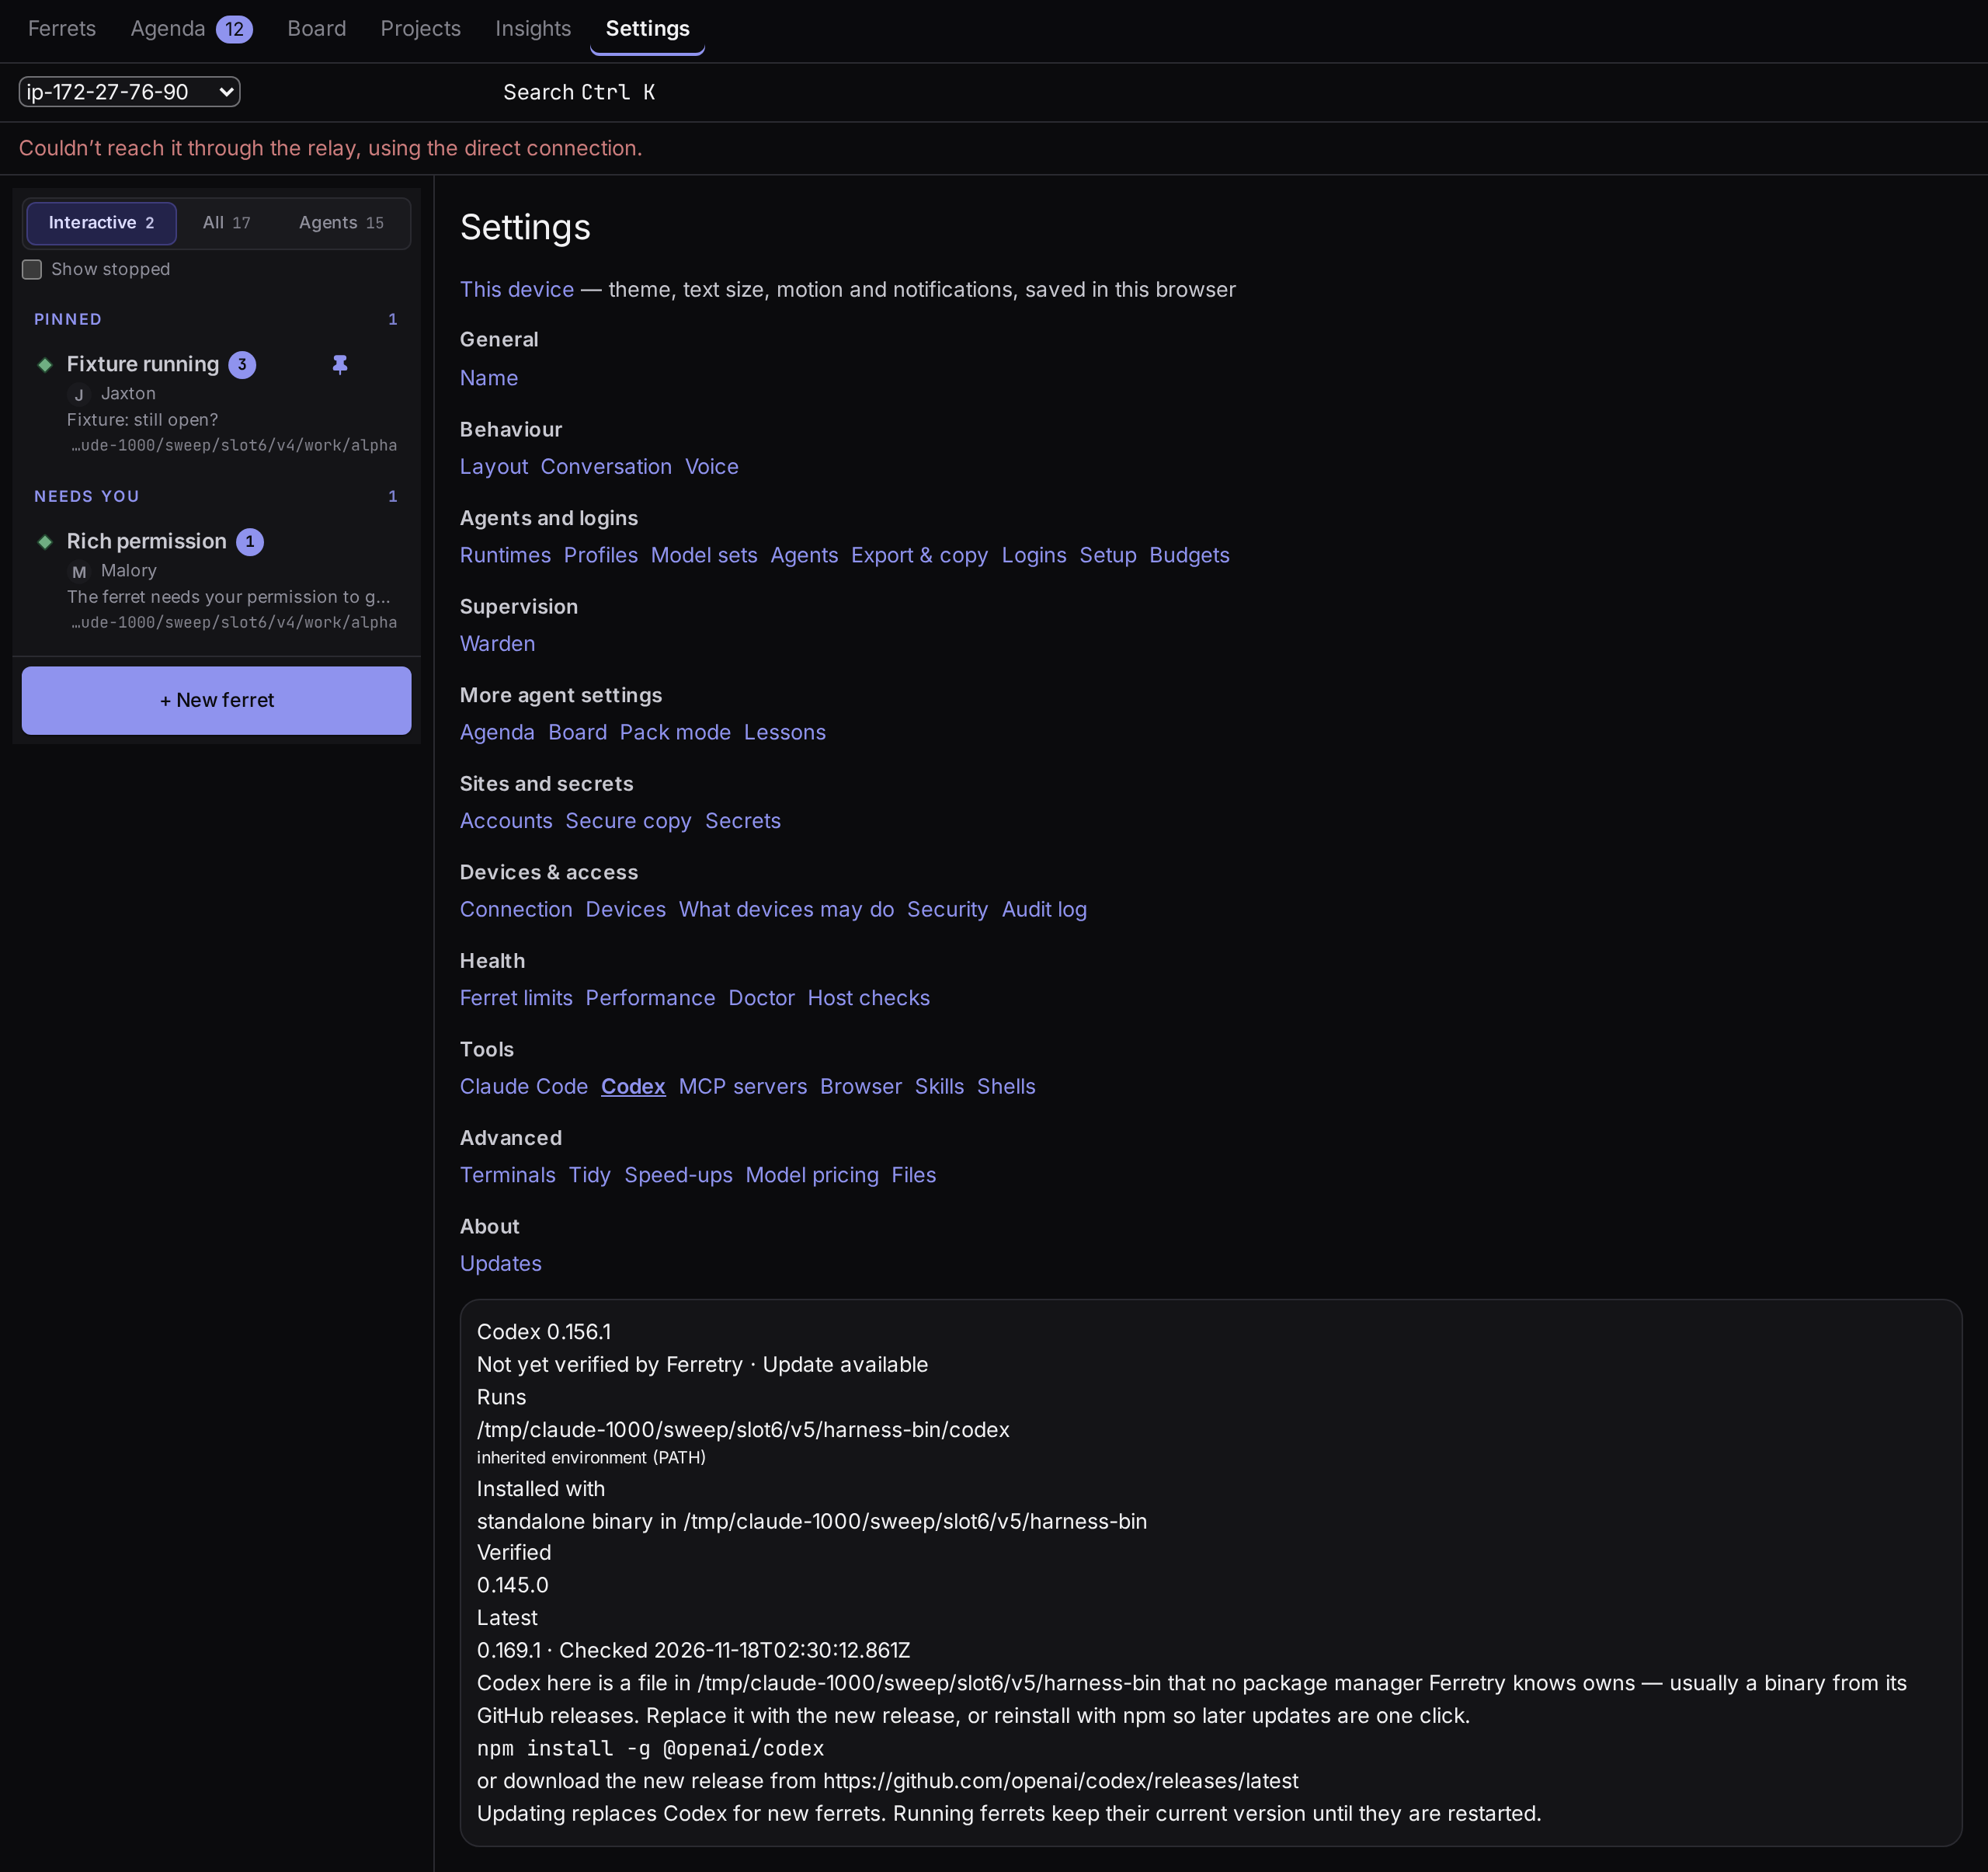 Ferrets Agenda 12 Board Projects Insights Settings
ip-172-27-76-90
Search Ctrl K
Couldn’t reach it through the relay, using the direct connection.
Interactive 2 All 17 Agents 15
Show stopped
PINNED 1
Fixture running 3
J Jaxton
Fixture: still open?
…ude-1000/sweep/slot6/v4/work/alpha
NEEDS YOU 1
Rich permission 1
M Malory
The ferret needs your permission to g…
…ude-1000/sweep/slot6/v4/work/alpha
+ New ferret
Settings
This device — theme, text size, motion and notifications, saved in this browser
General
Name
Behaviour
Layout Conversation Voice
Agents and logins
Runtimes Profiles Model sets Agents Export & copy Logins Setup Budgets
Supervision
Warden
More agent settings
Agenda Board Pack mode Lessons
Sites and secrets
Accounts Secure copy Secrets
Devices & access
Connection Devices What devices may do Security Audit log
Health
Ferret limits Performance Doctor Host checks
Tools
Claude Code Codex MCP servers Browser Skills Shells
Advanced
Terminals Tidy Speed-ups Model pricing Files
About
Updates
Codex 0.156.1
Not yet verified by Ferretry · Update available
Runs
/tmp/claude-1000/sweep/slot6/v5/harness-bin/codex
inherited environment (PATH)
Installed with
standalone binary in /tmp/claude-1000/sweep/slot6/v5/harness-bin
Verified
0.145.0
Latest
0.169.1 · Checked 2026-11-18T02:30:12.861Z
Codex here is a file in /tmp/claude-1000/sweep/slot6/v5/harness-bin that no package manager Ferretry knows owns — usually a binary from its
GitHub releases. Replace it with the new release, or reinstall with npm so later updates are one click.
npm install -g @openai/codex
or download the new release from https://github.com/openai/codex/releases/latest
Updating replaces Codex for new ferrets. Running ferrets keep their current version until they are restarted.